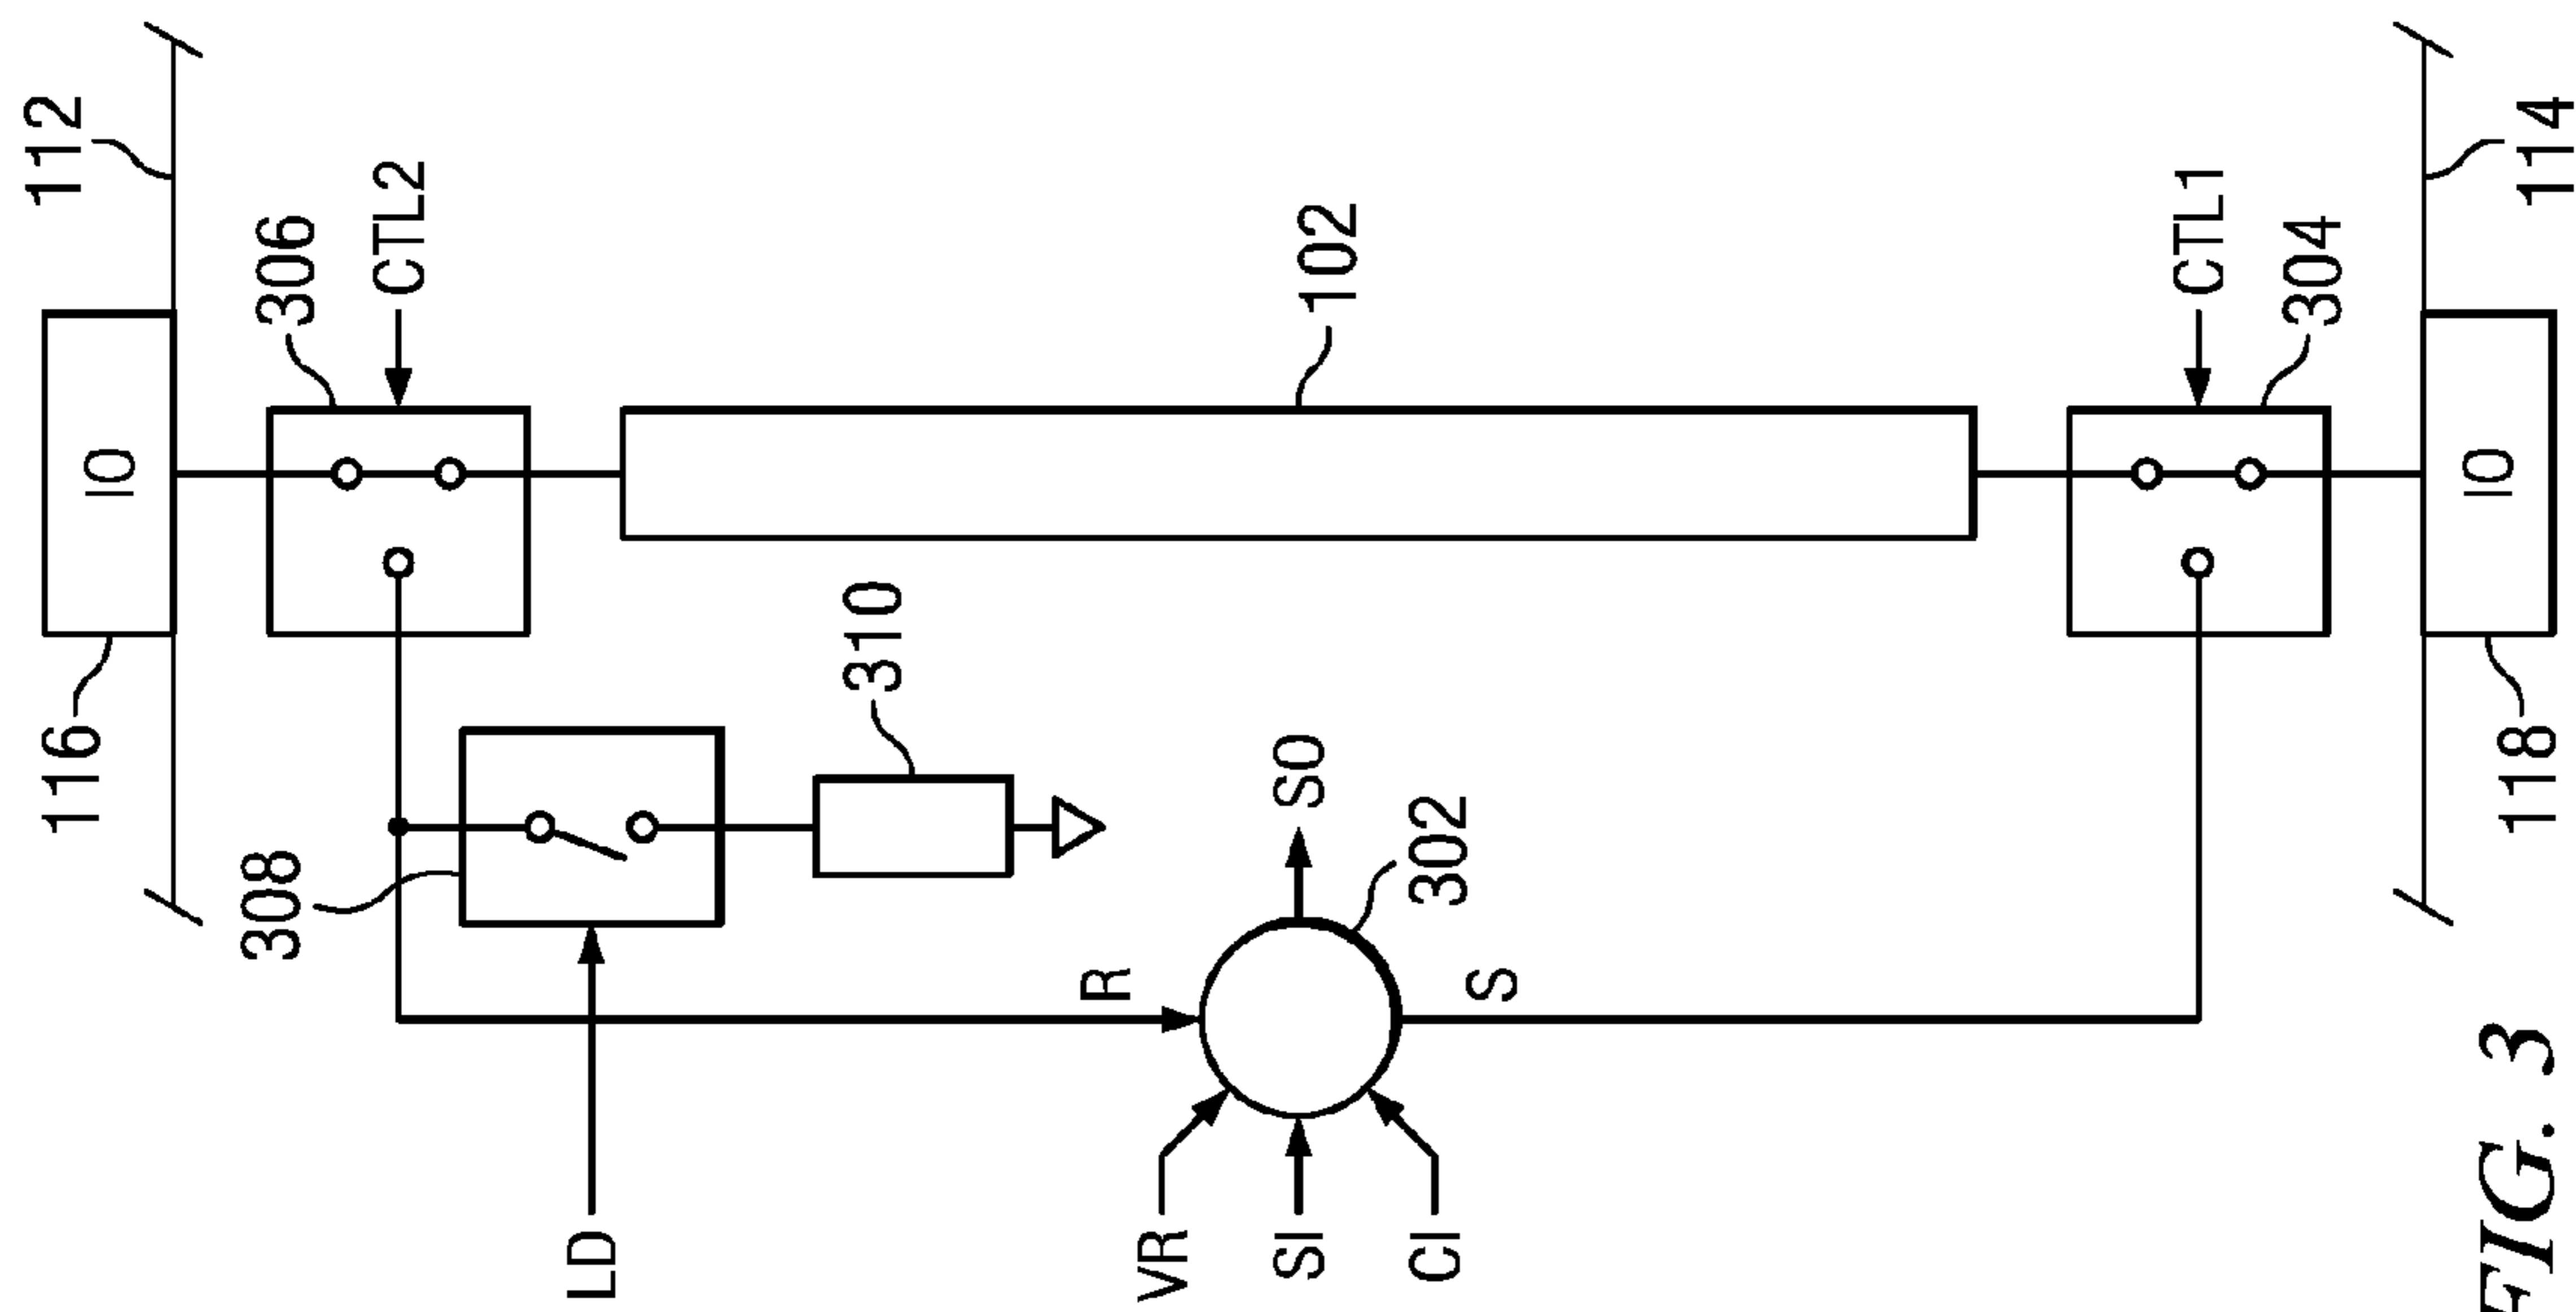 112
116
IO
306
CTL2
308
LD
310
102
R
SO
302
S
VR
SI
CI
CTL1
304
IO
118
114
FIG. 3